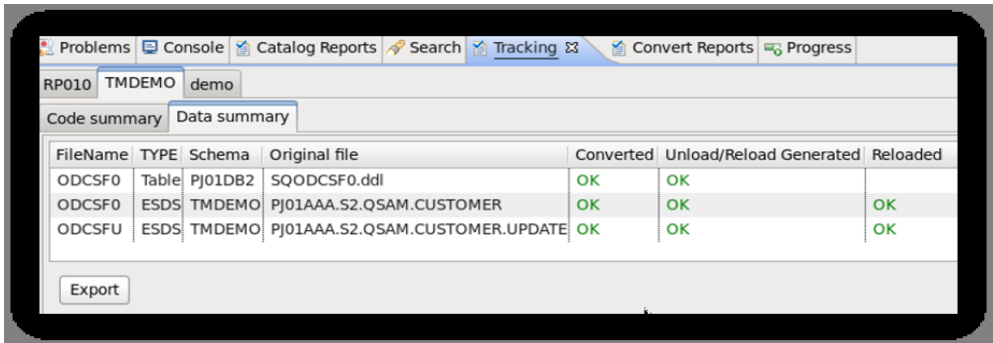 Problems Console Catalog Reports Search Tracking Convert Reports Progress
RP010 TMDEMO demo
Code summary Data summary
FileName TYPE Schema Original file Converted Unload/Reload Generated Reloaded
ODCSF0 Table PJ01DB2 SQODCSF0.ddl OK OK
ODCSF0 ESDS TMDEMO PJ01AAA.S2.QSAM.CUSTOMER OK OK OK
ODCSFU ESDS TMDEMO PJ01AAA.S2.QSAM.CUSTOMER.UPDATE OK OK OK
Export